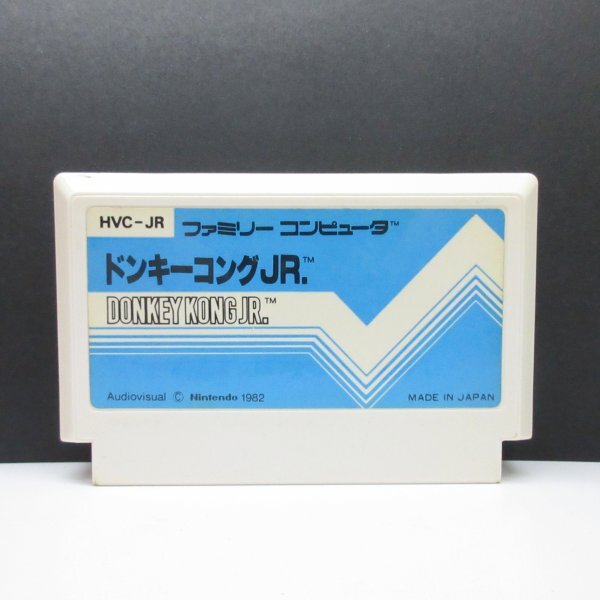 HVC-JR ファミリー コンピュータ™
ドンキーコングJR.™
DONKEY KONG JR.™
Audiovisual © Nintendo 1982 MADE IN JAPAN